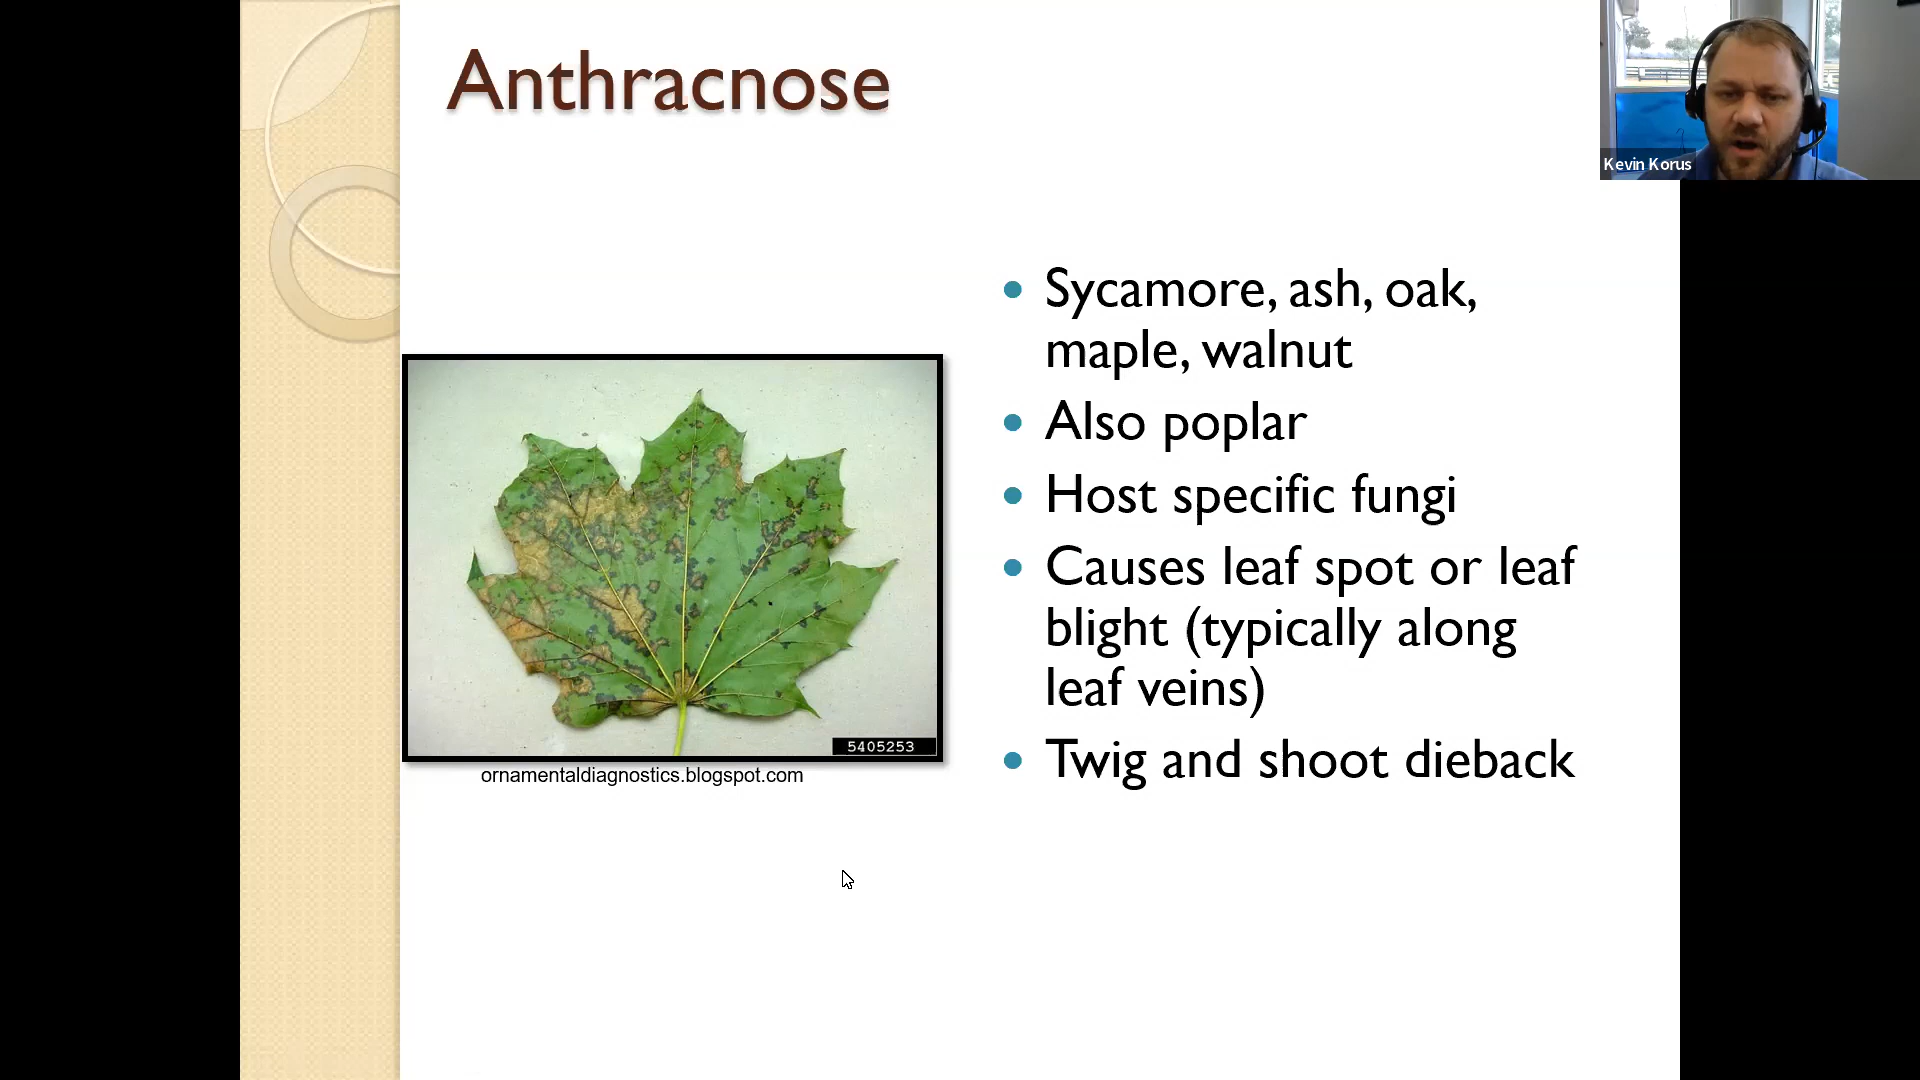 Anthracnose
Kevin Korus
• Sycamore, ash, oak,
maple, walnut
• Also poplar
• Host specific fungi
• Causes leaf spot or leaf
blight (typically along
leaf veins)
• Twig and shoot dieback
5405253
ornamentaldiagnostics.blogspot.com